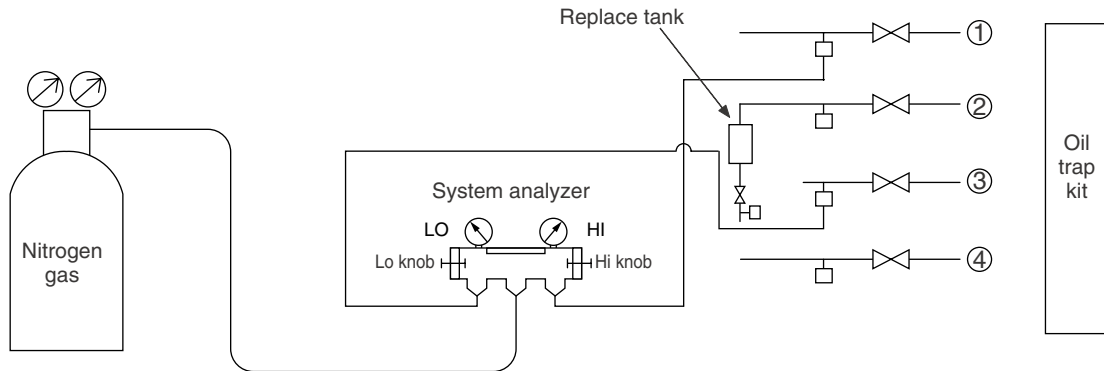 Replace tank
①
②
③
④
Oil
trap
kit
System analyzer
LO
HI
Lo knob
Hi knob
Nitrogen
gas